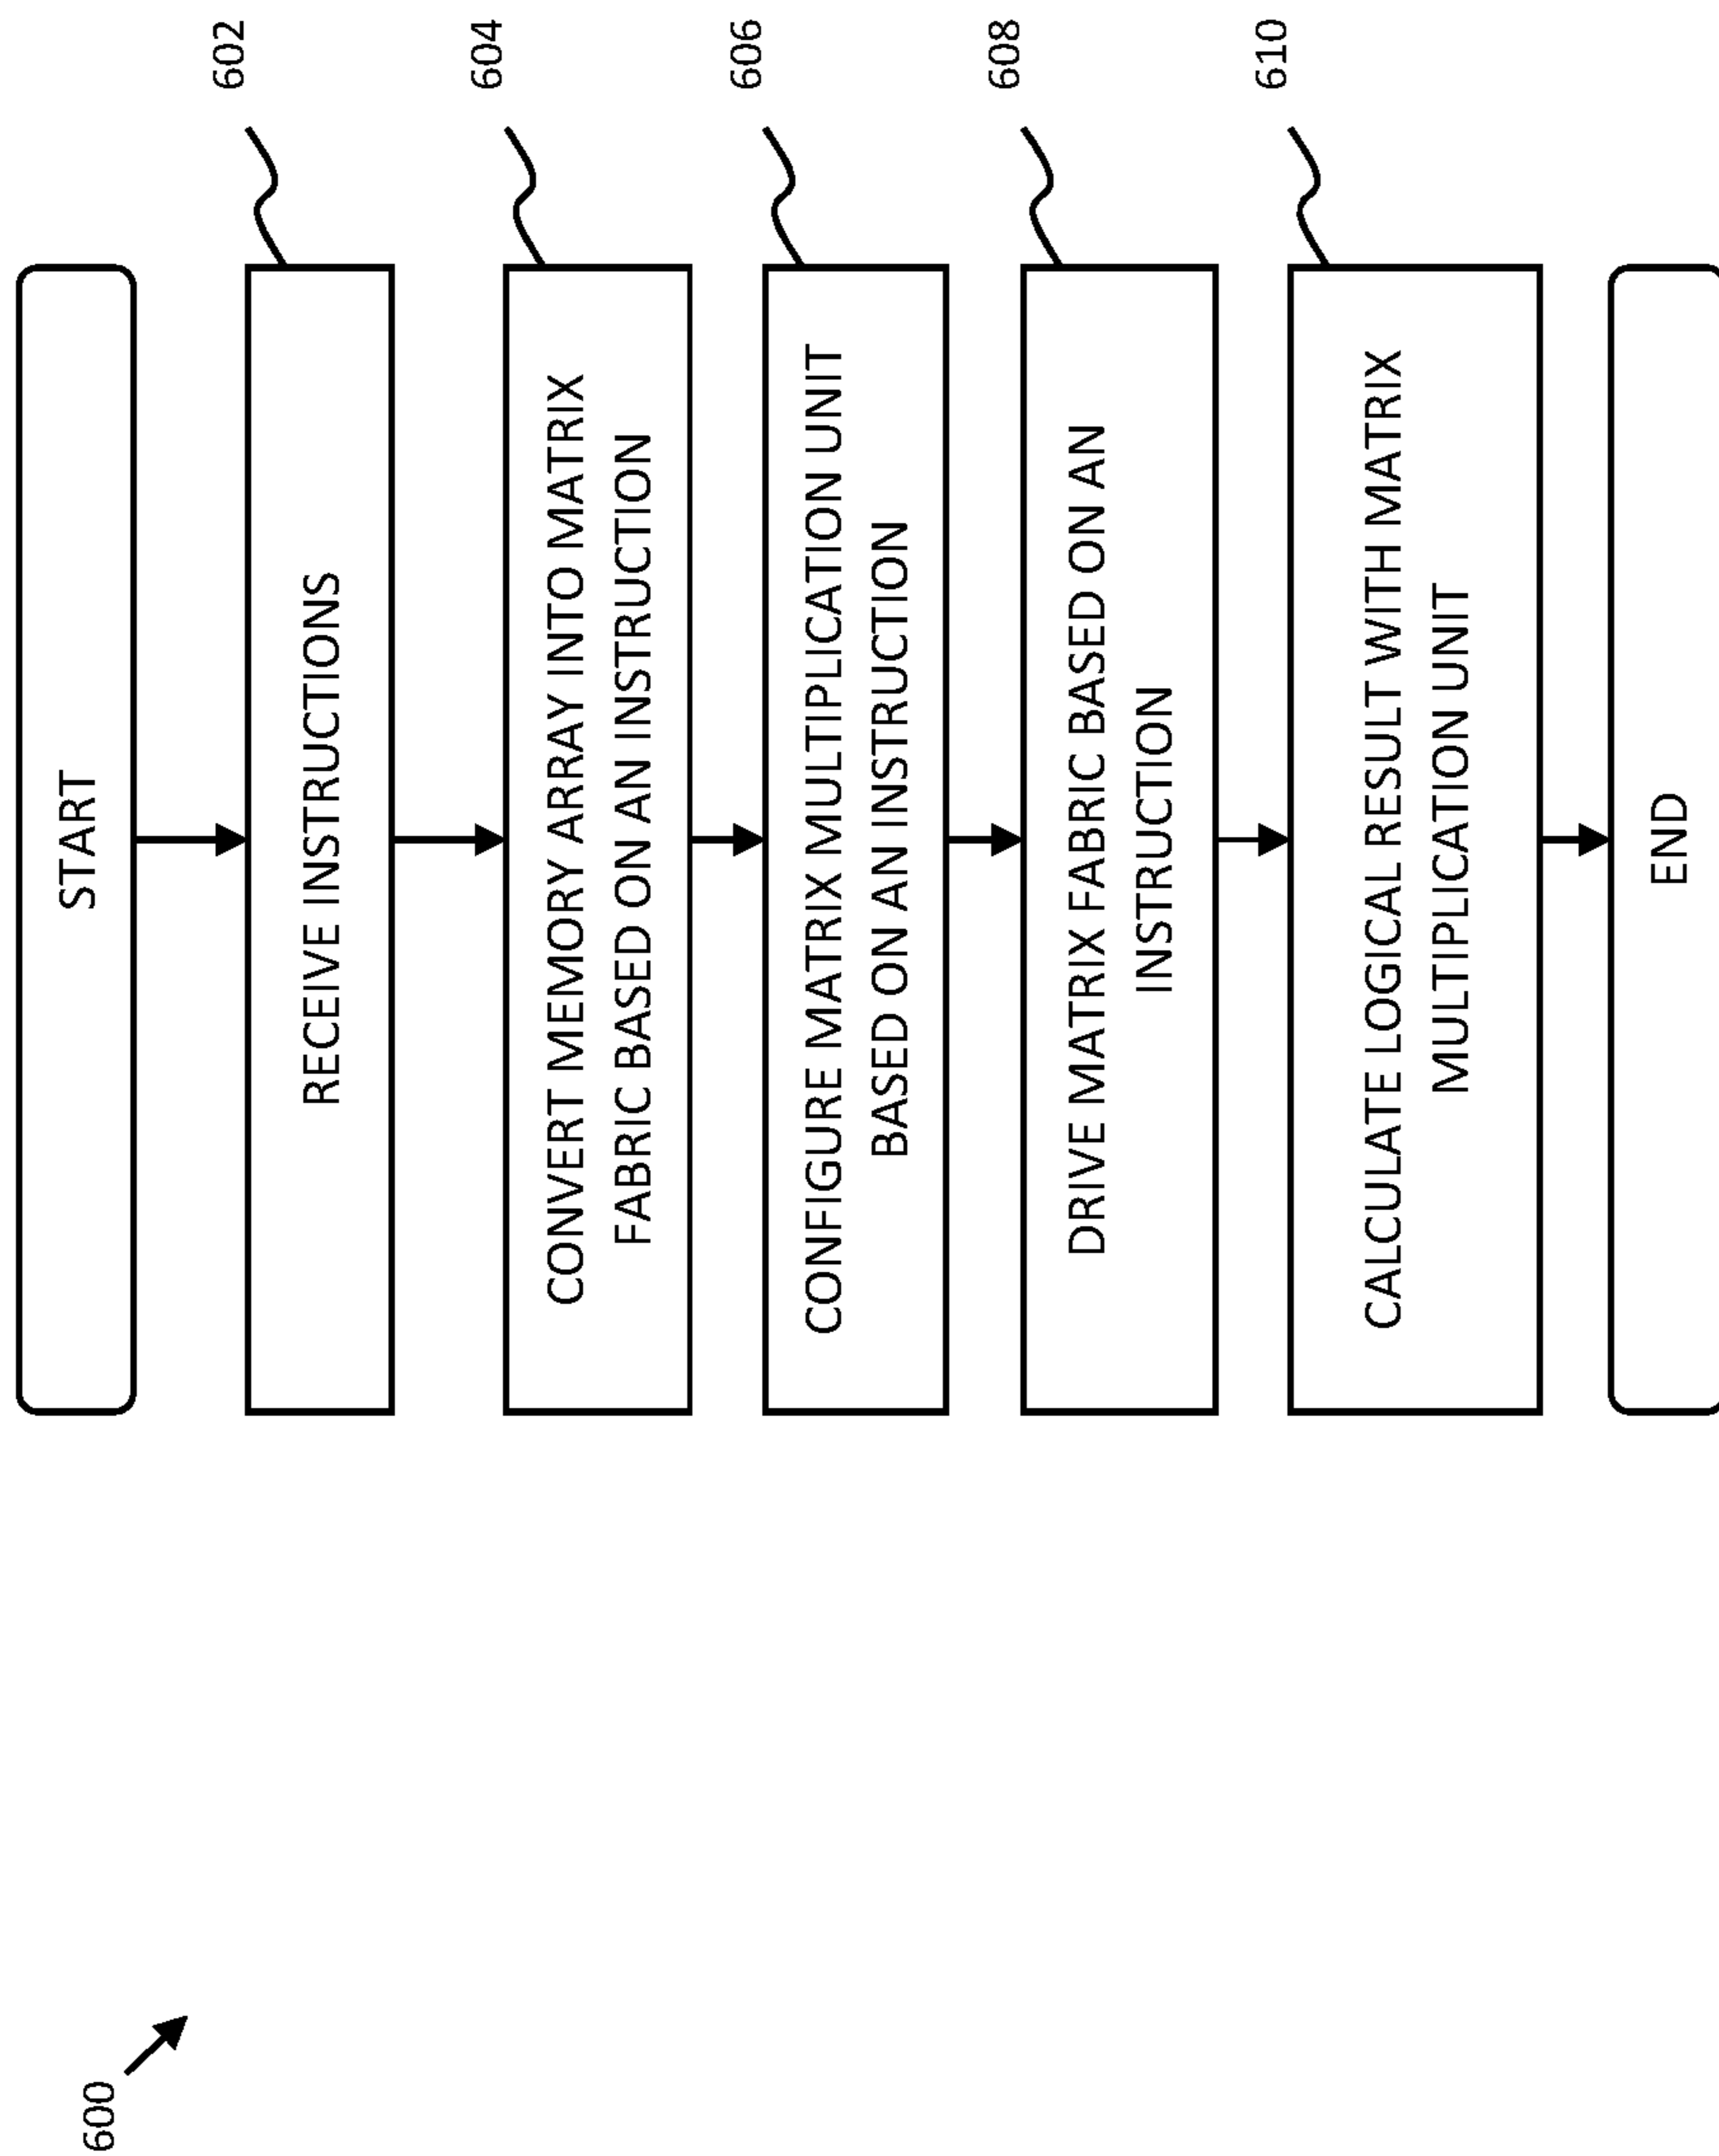 600
START
602
RECEIVE INSTRUCTIONS
604
CONVERT MEMORY ARRAY INTO MATRIX
FABRIC BASED ON AN INSTRUCTION
606
CONFIGURE MATRIX MULTIPLICATION UNIT
BASED ON AN INSTRUCTION
608
DRIVE MATRIX FABRIC BASED ON AN
INSTRUCTION
610
CALCULATE LOGICAL RESULT WITH MATRIX
MULTIPLICATION UNIT
END